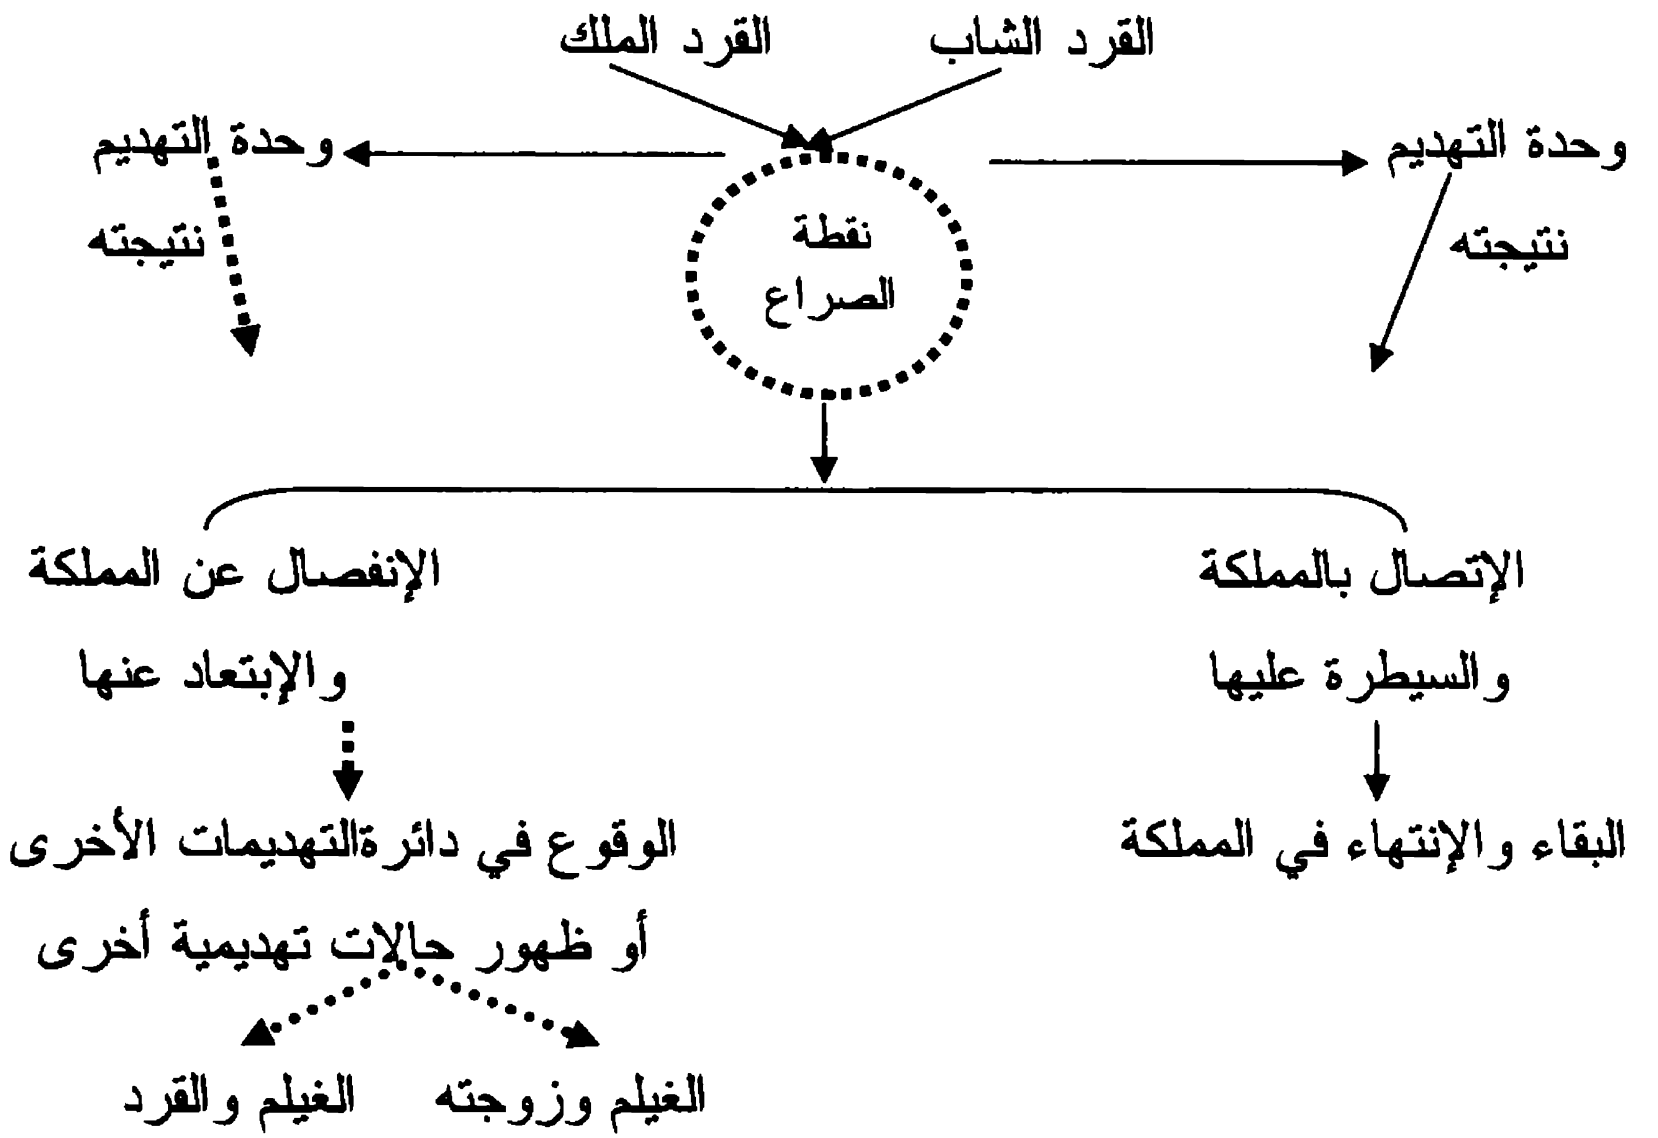 القرد الشاب
القرد الملك
وحدة التهديم
وحدة التهديم
نقطة
الصراع
نتيجته
نتيجته
الإتصال بالمملكة
الإنفصال عن المملكة
والسيطرة عليها
والإبتعاد عنها
البقاء والإنتهاء في المملكة
الوقوع في دائرةالتهديمات الأخرى
أو ظهور حالات تهديمية أخرى
الغيلم وزوجته
الغيلم والقرد